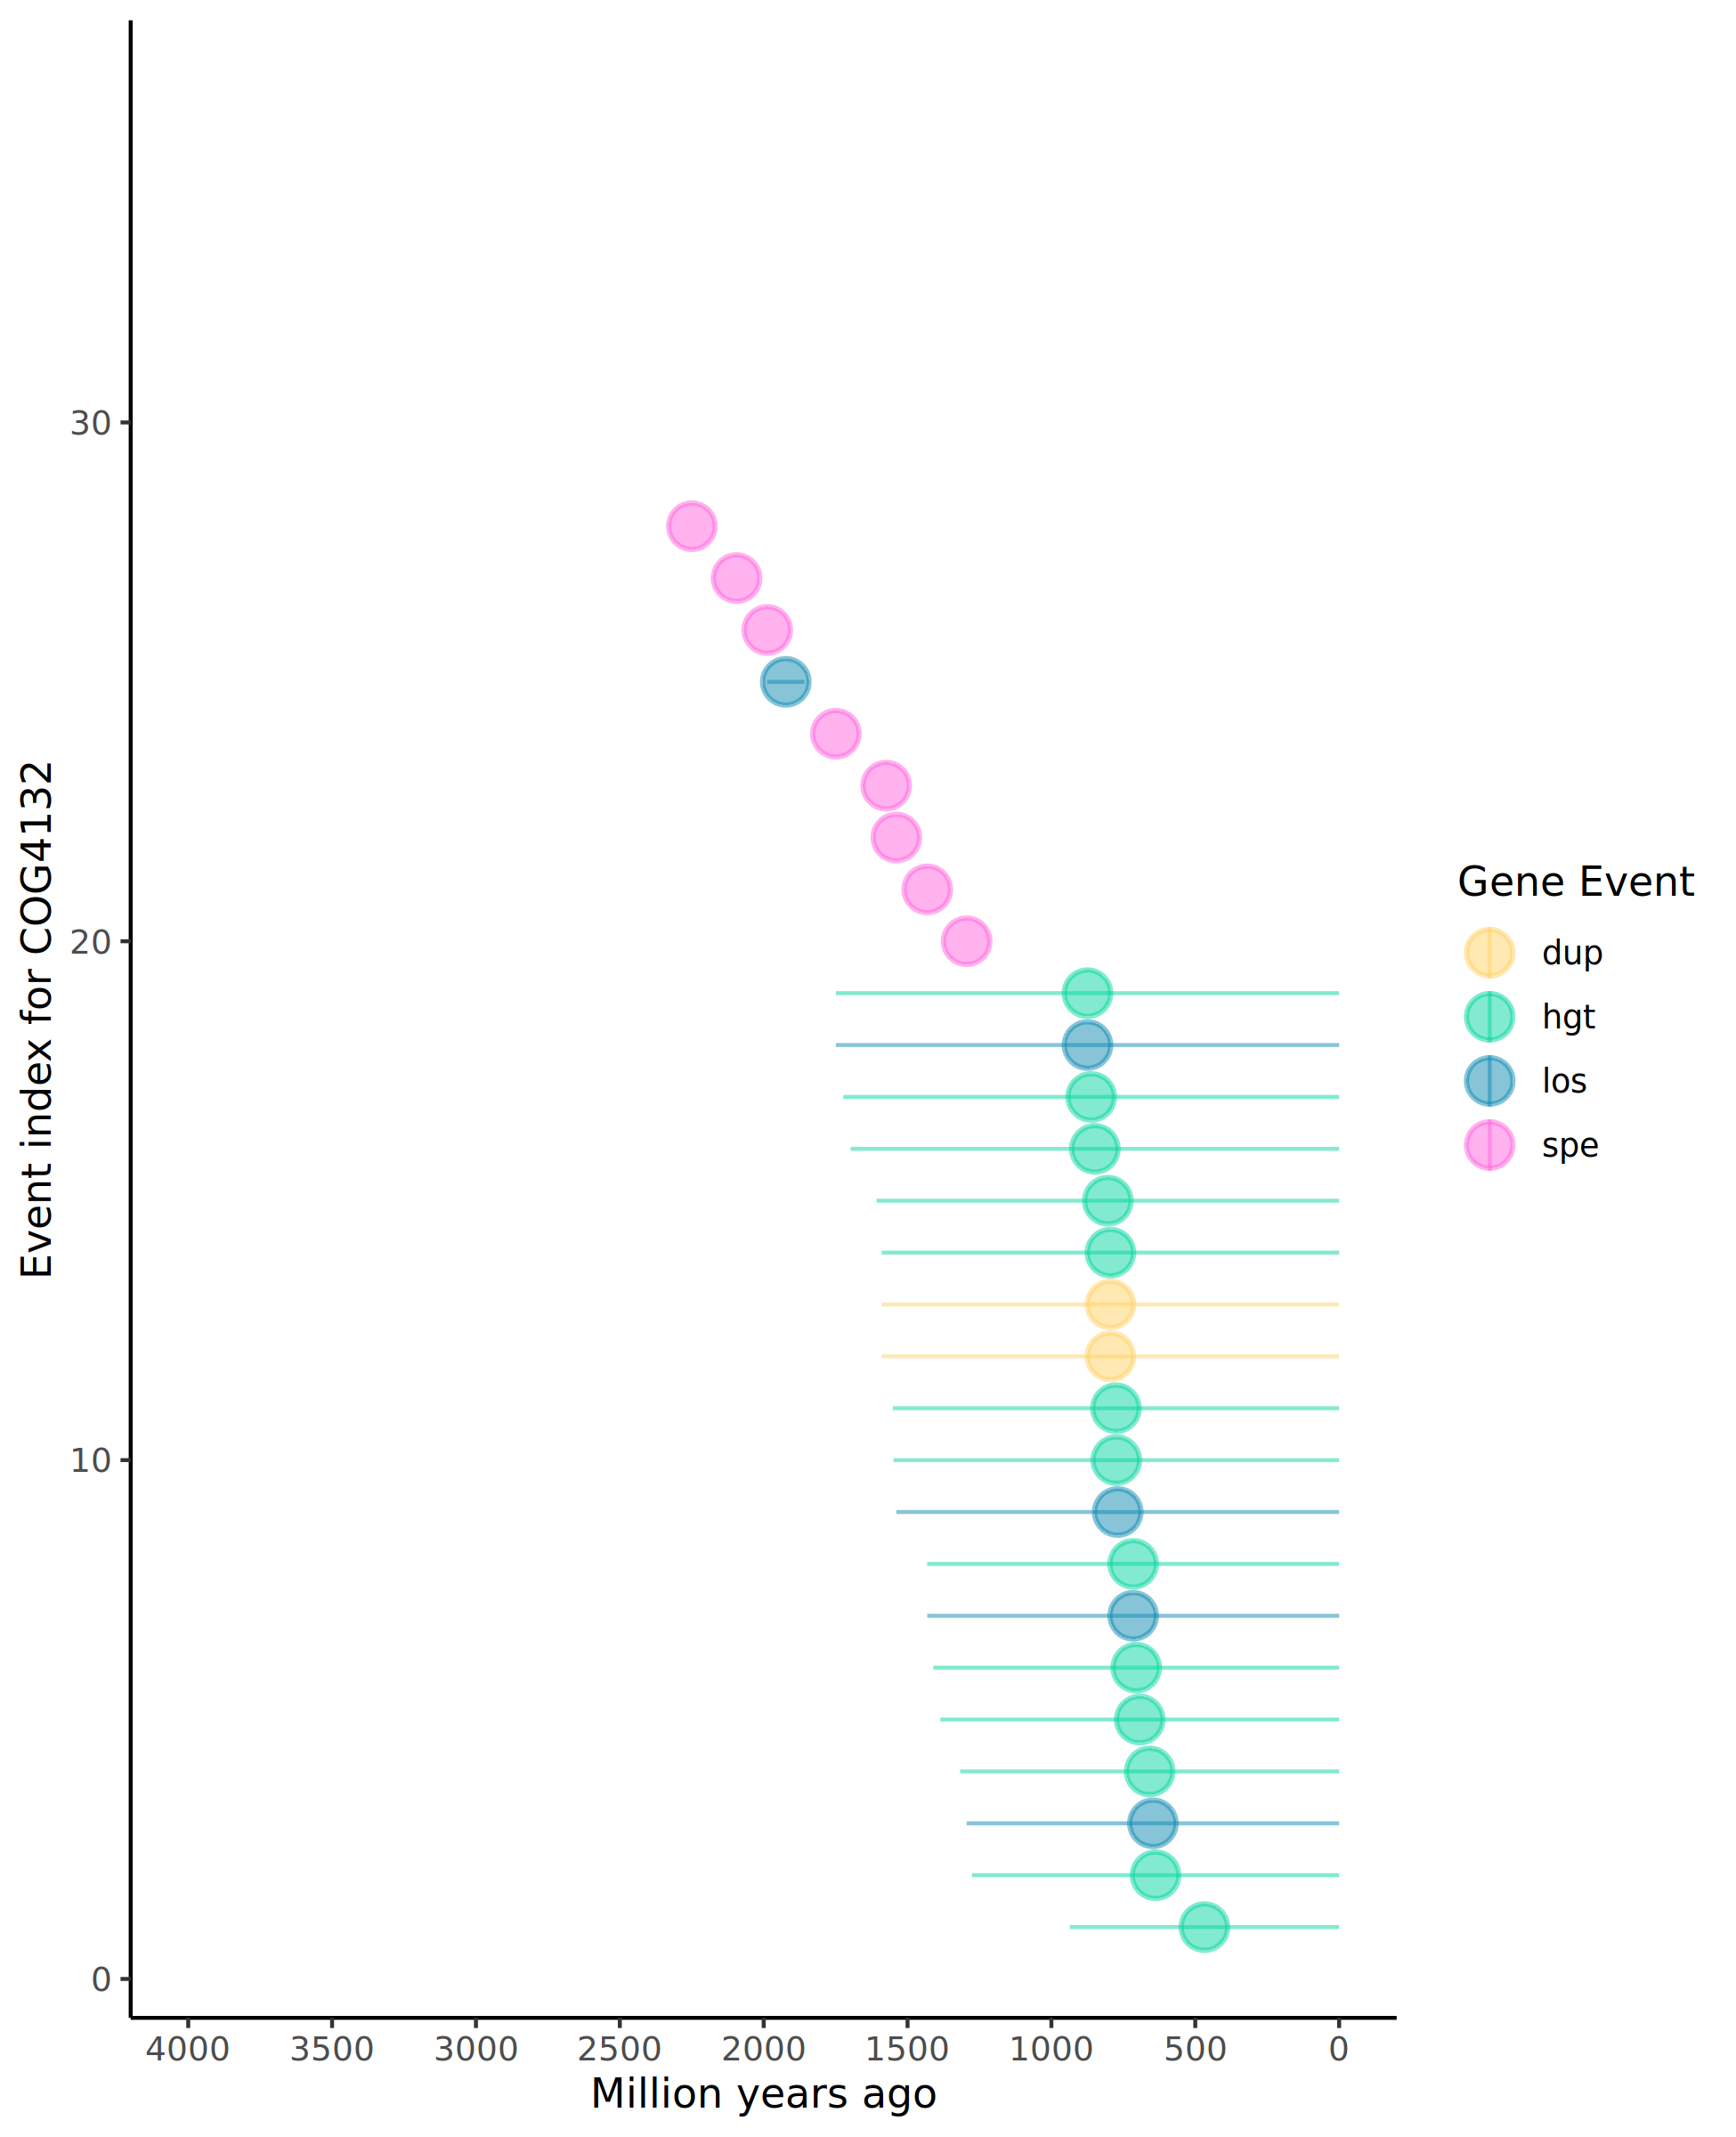 Event index for COG4132
30
20
10
0
4000 3500 3000 2500 2000 1500 1000 500 0
Million years ago
Gene Event
dup
hgt
los
spe